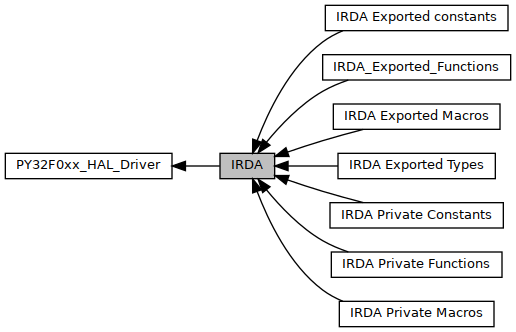 IRDA Exported constants
IRDA_Exported_Functions
IRDA Exported Macros
PY32F0xx_HAL_Driver
IRDA
IRDA Exported Types
IRDA Private Constants
IRDA Private Functions
IRDA Private Macros